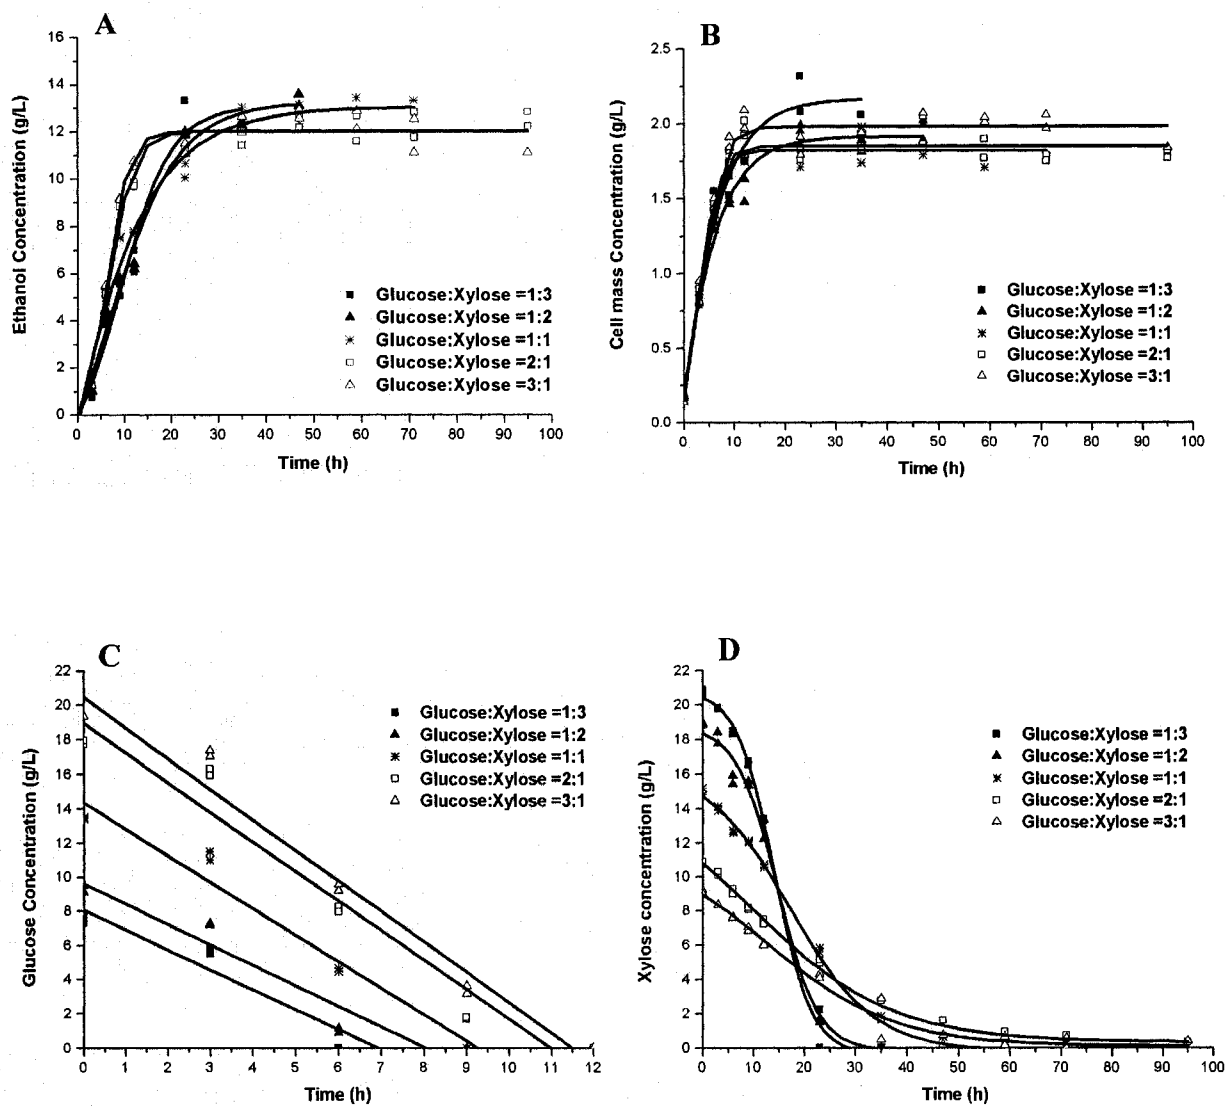 A
16
14
12
10
8
6
4
2
0
Ethanol Concentration (g/L)
Glucose:Xylose =1:3
Glucose:Xylose =1:2
Glucose:Xylose =1:1
Glucose:Xylose =2:1
Glucose:Xylose =3:1
0 10 20 30 40 50 60 70 80 90 100
Time (h)
B
2.5
2.0
1.5
1.0
0.5
0.0
Cell mass Concentration (g/L)
Glucose:Xylose =1:3
Glucose:Xylose =1:2
Glucose:Xylose =1:1
Glucose:Xylose =2:1
Glucose:Xylose =3:1
0 10 20 30 40 50 60 70 80 90 100
Time (h)
C
22
20
18
16
14
12
10
8
6
4
2
0
Glucose Concentration (g/L)
Glucose:Xylose =1:3
Glucose:Xylose =1:2
Glucose:Xylose =1:1
Glucose:Xylose =2:1
Glucose:Xylose =3:1
0 1 2 3 4 5 6 7 8 9 10 11 12
Time (h)
D
22
20
18
16
14
12
10
8
6
4
2
0
Xylose concentration (g/L)
Glucose:Xylose =1:3
Glucose:Xylose =1:2
Glucose:Xylose =1:1
Glucose:Xylose =2:1
Glucose:Xylose =3:1
0 10 20 30 40 50 60 70 80 90 100
Time (h)